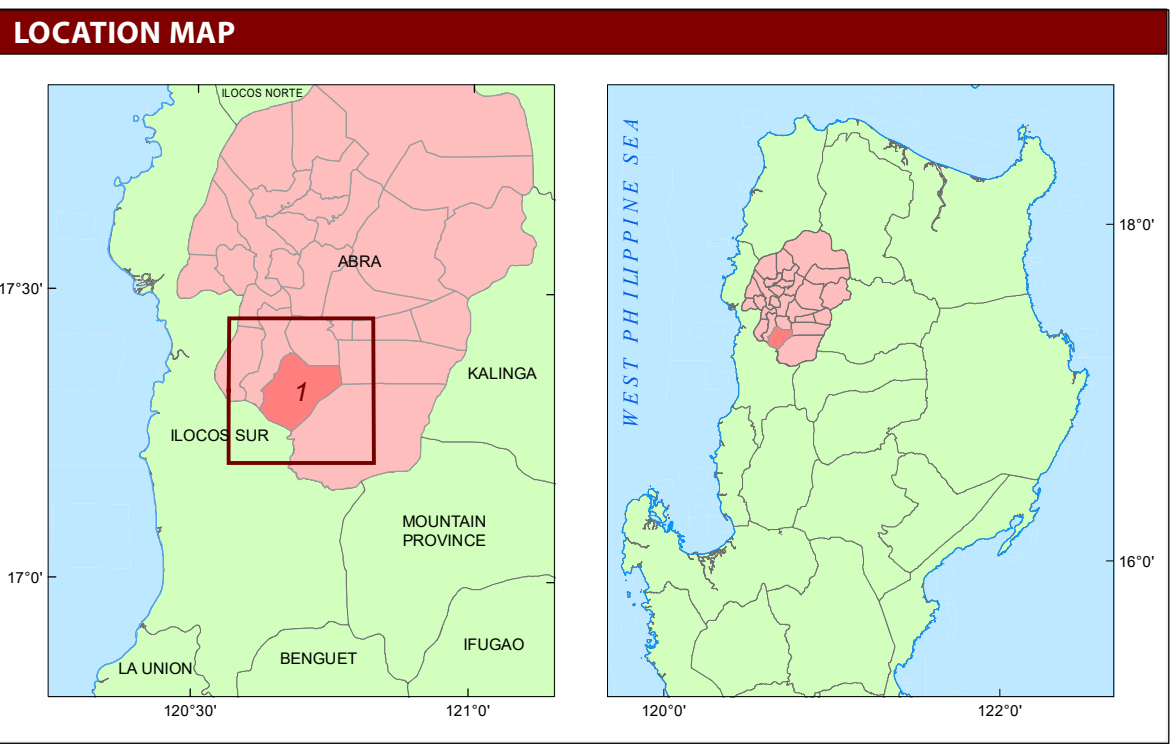 LOCATION MAP
ILOCOS NORTE
ABRA
17°30'
KALINGA
1
ILOCOS SUR
MOUNTAIN
PROVINCE
17°0'
IFUGAO
BENGUET
LA UNION
120°30'
121°0'
WEST PHILIPPINE SEA
18°0'
16°0'
120°0'
122°0'